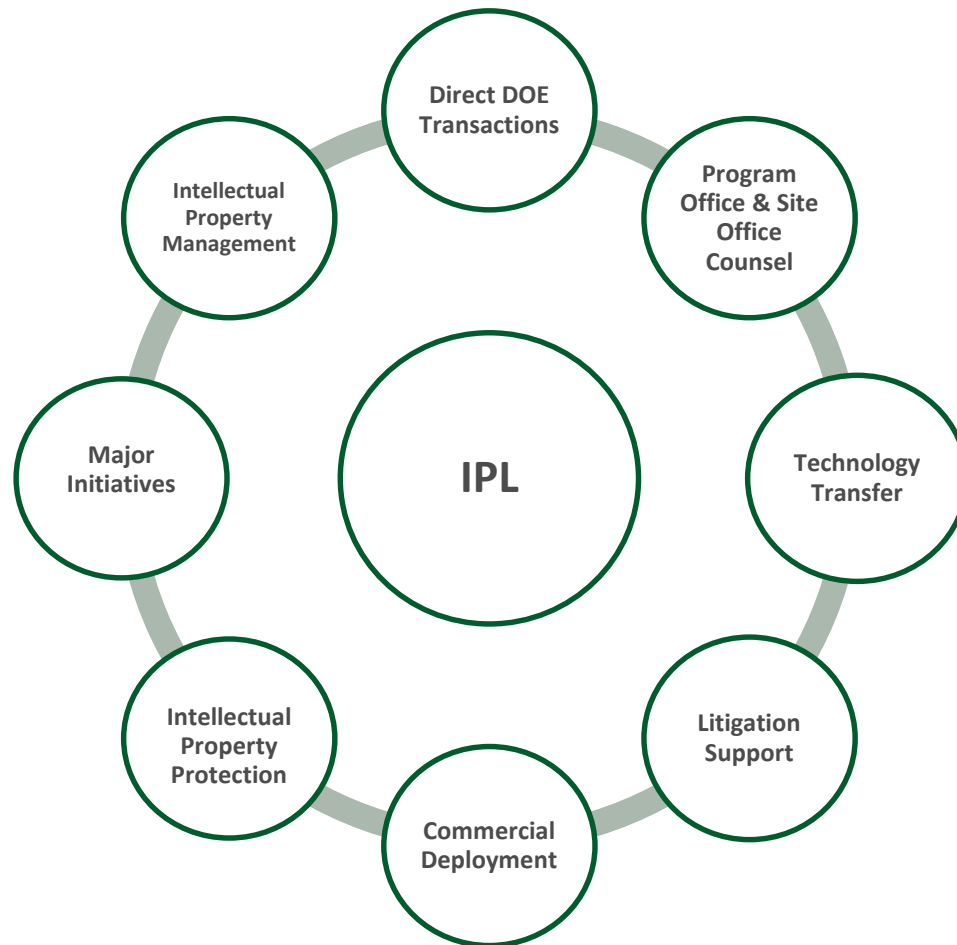 Direct DOE
Transactions
Program
Office & Site
Office
Counsel
Technology
Transfer
Litigation
Support
Commercial
Deployment
Intellectual
Property
Protection
Major
Initiatives
Intellectual
Property
Management
IPL